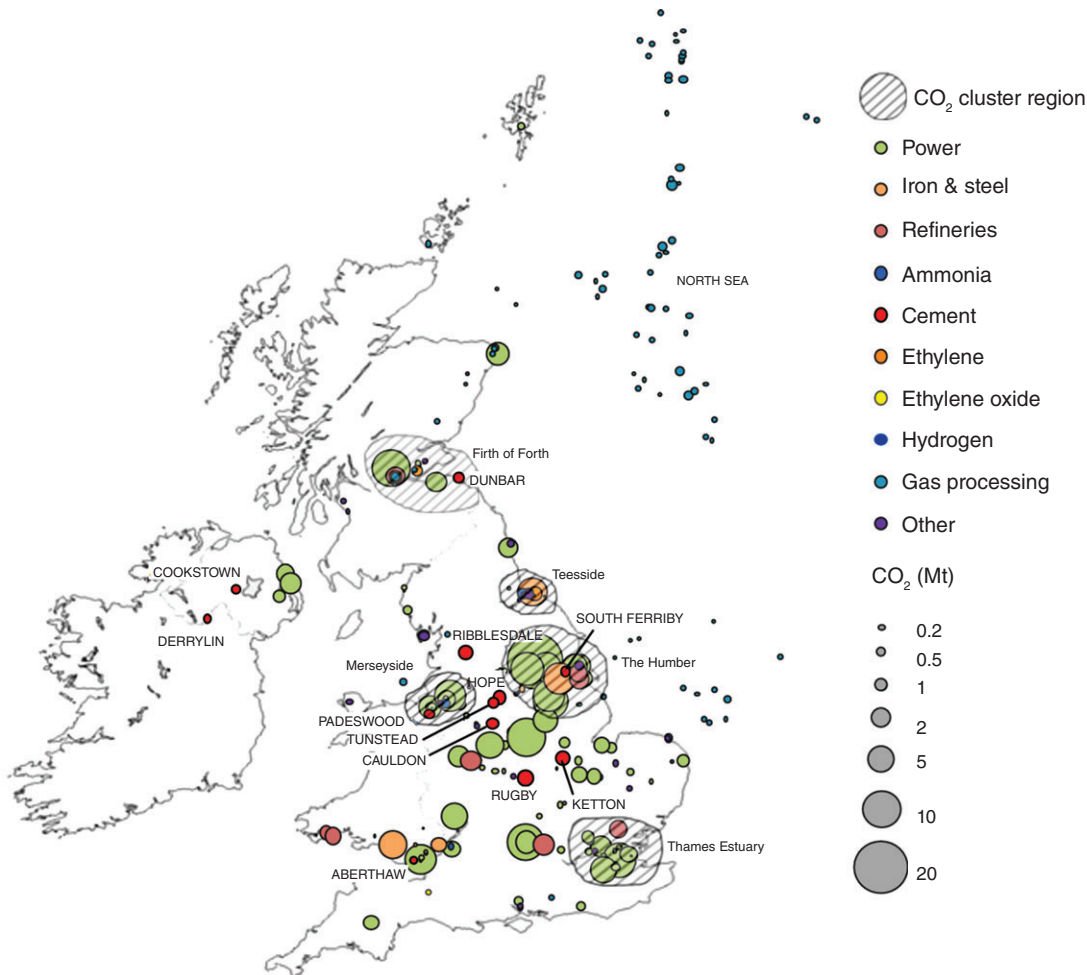 CO₂ cluster region
Power
Iron & steel
Refineries
Ammonia
NORTH SEA
Cement
Ethylene
Ethylene oxide
Hydrogen
Gas processing
Other
Firth of Forth
DUNBAR
COOKSTOWN
DERRYLIN
Teesside
SOUTH FERRIBY
RIBBLESDALE
The Humber
Merseyside
HOPE
PADESWOOD
TUNSTEAD
CAULDON
RUGBY
KETTON
Thames Estuary
ABERTHAW
CO₂ (Mt)
0.2
0.5
1
2
5
10
20